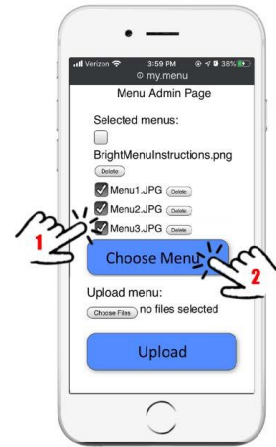 Verizon 3:59 PM 38%
my.menu
Menu Admin Page
Selected menus:
BrightMenuInstructions.png
Delete
Menu1.JPG Delete
Menu2.JPG Delete
Menu3.JPG Delete
1
Choose Menu
2
Upload menu:
Choose Files no files selected
Upload